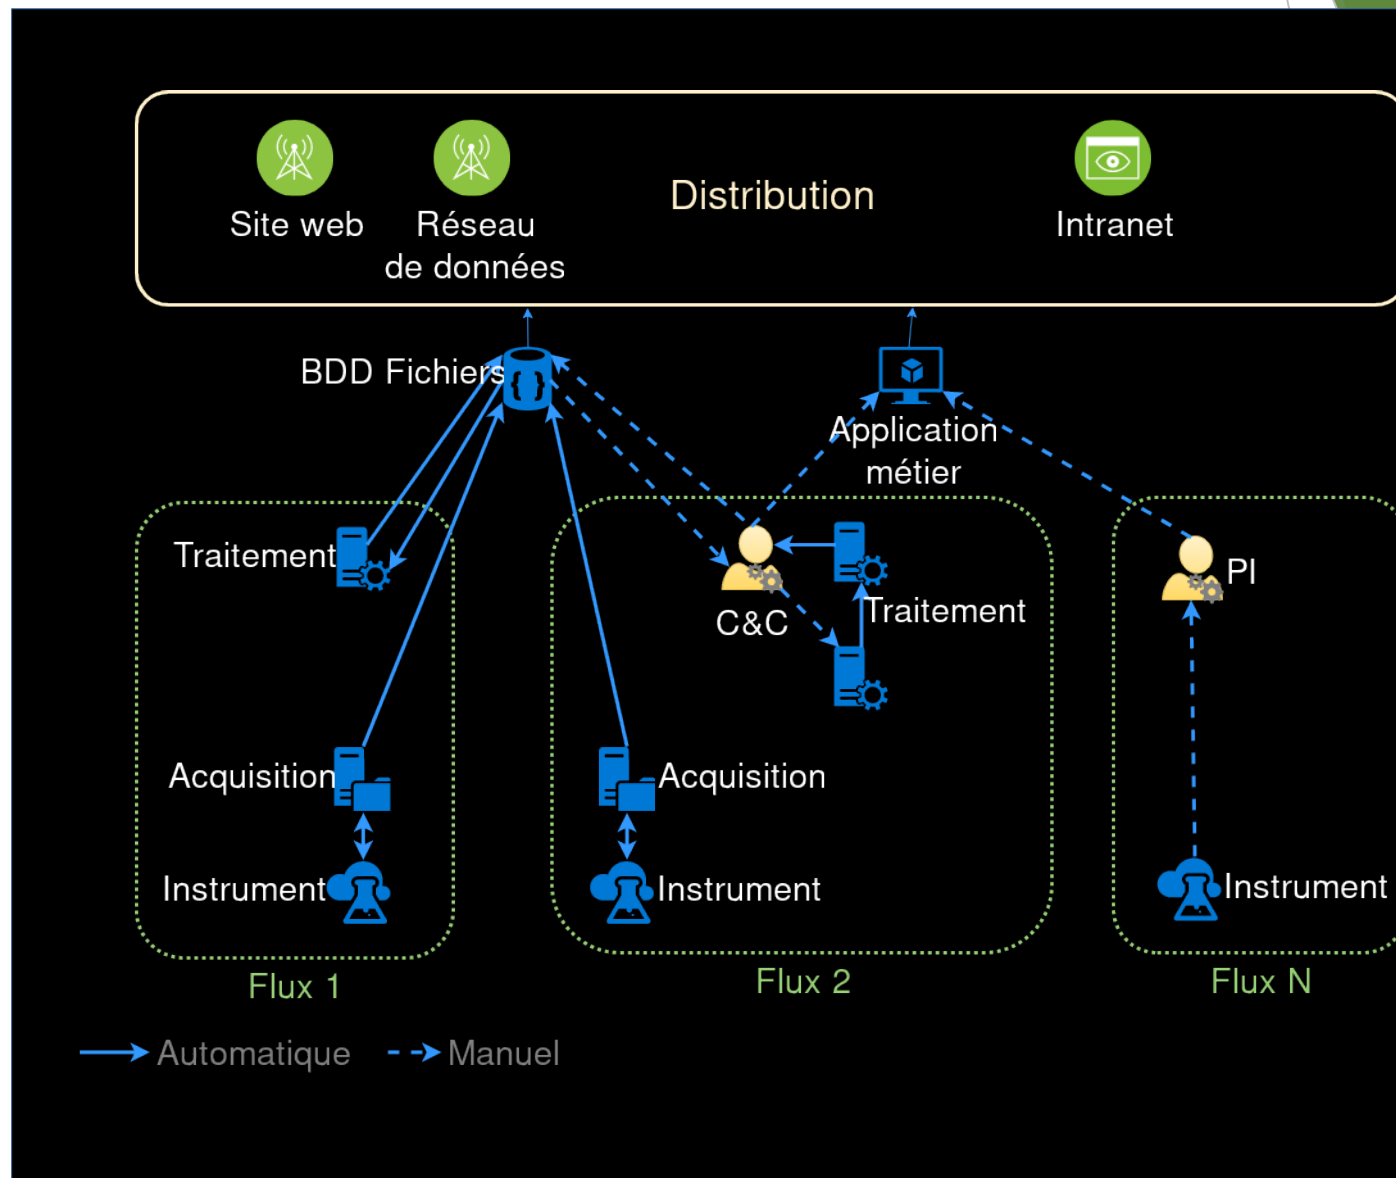 Site web
Réseau
de données
Distribution
Intranet
BDD Fichiers
Application
métier
Traitement
C&C
Traitement
PI
Acquisition
Acquisition
Instrument
Instrument
Instrument
Flux 1
Flux 2
Flux N
Automatique
Manuel